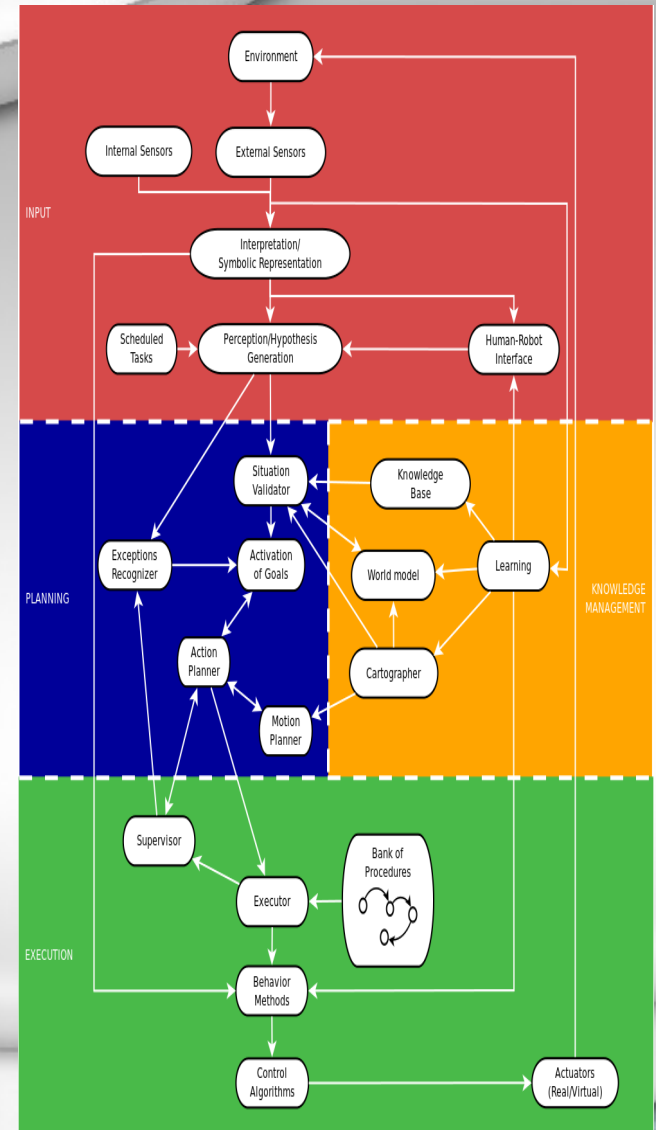 Environment
Internal Sensors
External Sensors
INPUT
Interpretation/
Symbolic Representation
Scheduled
Tasks
Perception/Hypothesis
Generation
Human-Robot
Interface
Situation
Validator
Knowledge
Base
Exceptions
Recognizer
Activation
of Goals
World model
Learning
PLANNING
KNOWLEDGE
MANAGEMENT
Action
Planner
Cartographer
Motion
Planner
Supervisor
Bank of
Procedures
Executor
EXECUTION
Behavior
Methods
Control
Algorithms
Actuators
(Real/Virtual)